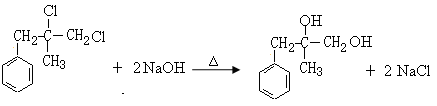 Cl OH
CH₂-C-CH₂Cl CH₂-C-CH₂OH
CH₃ CH₃
+ 2NaOH △ → + 2 NaCl
.